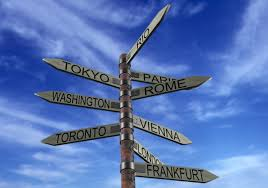 RIO
TOKYO
PARIS
ROME
WASHINGTON
VIENNA
TORONTO
LONDON
FRANKFURT